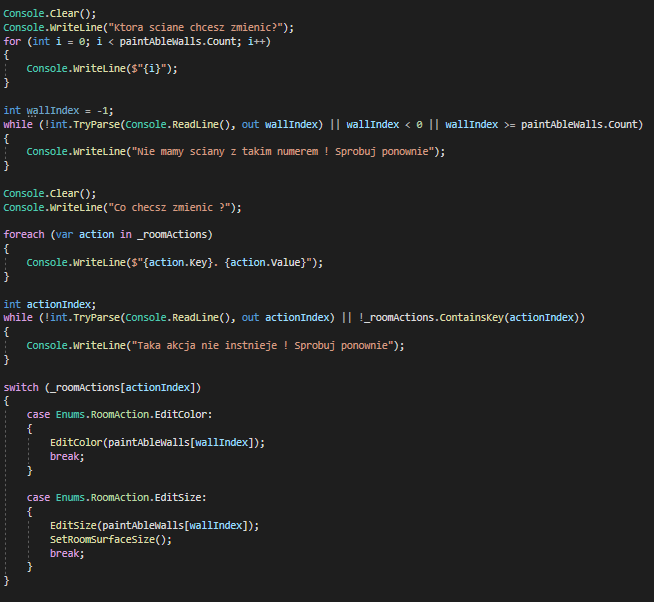 Console.Clear();
Console.WriteLine("Ktora sciane chcesz zmienic?");
for (int i = 0; i < paintAbleWalls.Count; i++)
{
    Console.WriteLine($"{i}");
}

int wallIndex = -1;
while (!int.TryParse(Console.ReadLine(), out wallIndex) || wallIndex < 0 || wallIndex >= paintAbleWalls.Count)
{
    Console.WriteLine("Nie mamy sciany z takim numerem ! Sprobuj ponownie");
}

Console.Clear();
Console.WriteLine("Co checsz zmienic ?");

foreach (var action in _roomActions)
{
    Console.WriteLine($"{action.Key}. {action.Value}");
}

int actionIndex;
while (!int.TryParse(Console.ReadLine(), out actionIndex) || !_roomActions.ContainsKey(actionIndex))
{
    Console.WriteLine("Taka akcja nie instnieje ! Sprobuj ponownie");
}

switch (_roomActions[actionIndex])
{
    case Enums.RoomAction.EditColor:
    {
        EditColor(paintAbleWalls[wallIndex]);
        break;
    }

    case Enums.RoomAction.EditSize:
    {
        EditSize(paintAbleWalls[wallIndex]);
        SetRoomSurfaceSize();
        break;
    }
}